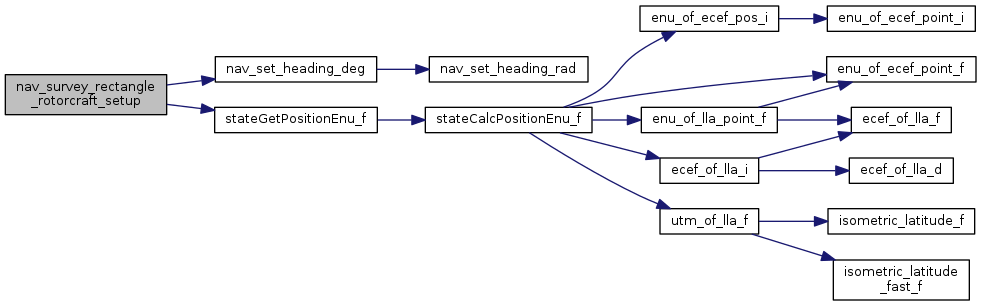 nav_survey_rectangle
_rotorcraft_setup
nav_set_heading_deg
nav_set_heading_rad
stateGetPositionEnu_f
stateCalcPositionEnu_f
enu_of_ecef_pos_i
enu_of_ecef_point_i
enu_of_ecef_point_f
enu_of_lla_point_f
ecef_of_lla_f
ecef_of_lla_i
ecef_of_lla_d
utm_of_lla_f
isometric_latitude_f
isometric_latitude
_fast_f